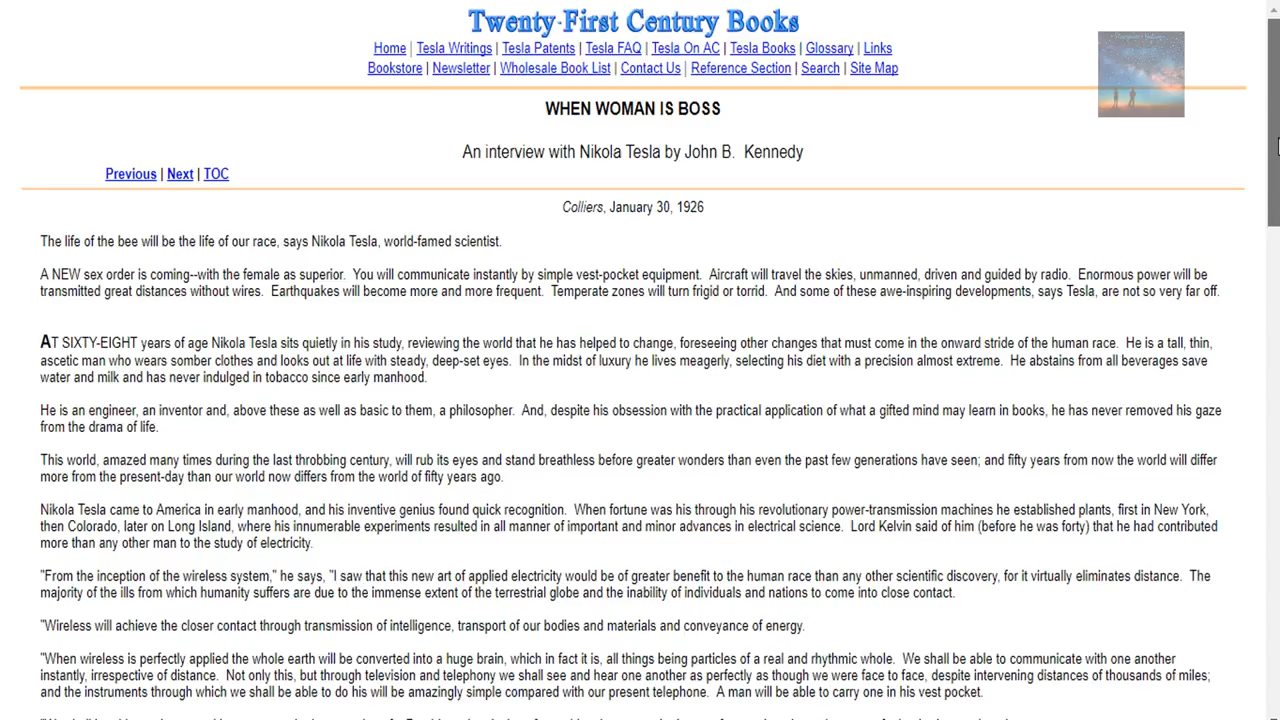 Twenty-First Century Books
Home | Tesla Writings | Tesla Patents | Tesla FAQ | Tesla On AC | Tesla Books | Glossary | Links
Bookstore | Newsletter | Wholesale Book List | Contact Us | Reference Section | Search | Site Map
WHEN WOMAN IS BOSS
An interview with Nikola Tesla by John B. Kennedy
Previous | Next | TOC
Colliers, January 30, 1926
The life of the bee will be the life of our race, says Nikola Tesla, world-famed scientist.
A NEW sex order is coming--with the female as superior. You will communicate instantly by simple vest-pocket equipment. Aircraft will travel the skies, unmanned, driven and guided by radio. Enormous power will be
transmitted great distances without wires. Earthquakes will become more and more frequent. Temperate zones will turn frigid or torrid. And some of these awe-inspiring developments, says Tesla, are not so very far off.
AT SIXTY-EIGHT years of age Nikola Tesla sits quietly in his study, reviewing the world that he has helped to change, foreseeing other changes that must come in the onward stride of the human race. He is a tall, thin,
ascetic man who wears somber clothes and looks out at life with steady, deep-set eyes. In the midst of luxury he lives meagerly, selecting his diet with a precision almost extreme. He abstains from all beverages save
water and milk and has never indulged in tobacco since early manhood.
He is an engineer, an inventor and, above these as well as basic to them, a philosopher. And, despite his obsession with the practical application of what a gifted mind may learn in books, he has never removed his gaze
from the drama of life.
This world, amazed many times during the last throbbing century, will rub its eyes and stand breathless before greater wonders than even the past few generations have seen; and fifty years from now the world will differ
more from the present-day than our world now differs from the world of fifty years ago.
Nikola Tesla came to America in early manhood, and his inventive genius found quick recognition. When fortune was his through his revolutionary power-transmission machines he established plants, first in New York,
then Colorado, later on Long Island, where his innumerable experiments resulted in all manner of important and minor advances in electrical science. Lord Kelvin said of him (before he was forty) that he had contributed
more than any other man to the study of electricity.
"From the inception of the wireless system," he says, "I saw that this new art of applied electricity would be of greater benefit to the human race than any other scientific discovery, for it virtually eliminates distance. The
majority of the ills from which humanity suffers are due to the immense extent of the terrestrial globe and the inability of individuals and nations to come into close contact.
"Wireless will achieve the closer contact through transmission of intelligence, transport of our bodies and materials and conveyance of energy.
"When wireless is perfectly applied the whole earth will be converted into a huge brain, which in fact it is, all things being particles of a real and rhythmic whole. We shall be able to communicate with one another
instantly, irrespective of distance. Not only this, but through television and telephony we shall see and hear one another as perfectly as though we were face to face, despite intervening distances of thousands of miles;
and the instruments through which we shall be able to do his will be amazingly simple compared with our present telephone. A man will be able to carry one in his vest pocket.